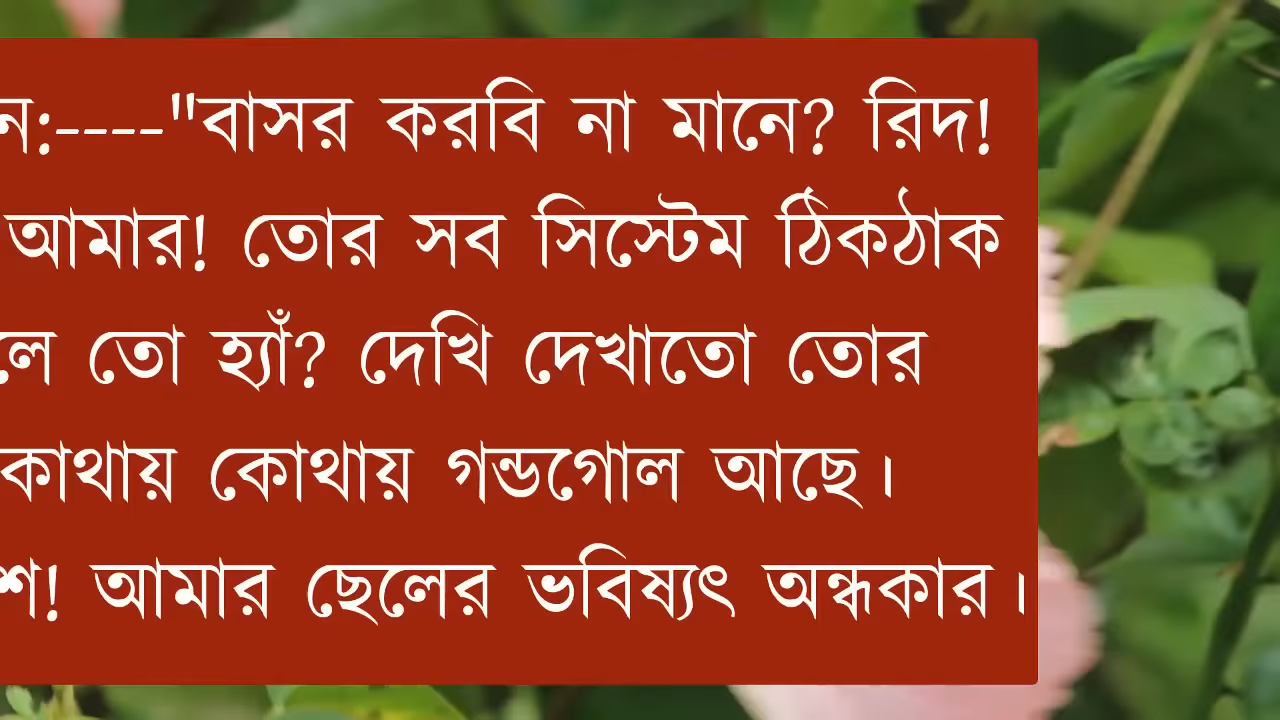 ন:----"বাসর করবি না মানে? রিদ!
আমার! তোর সব সিস্টেম ঠিকঠাক
লে তো হ্যাঁ? দেখি দেখাতো তোর
কোথায় কোথায় গন্ডগোল আছে।
শ! আমার ছেলের ভবিষ্যৎ অন্ধকার।